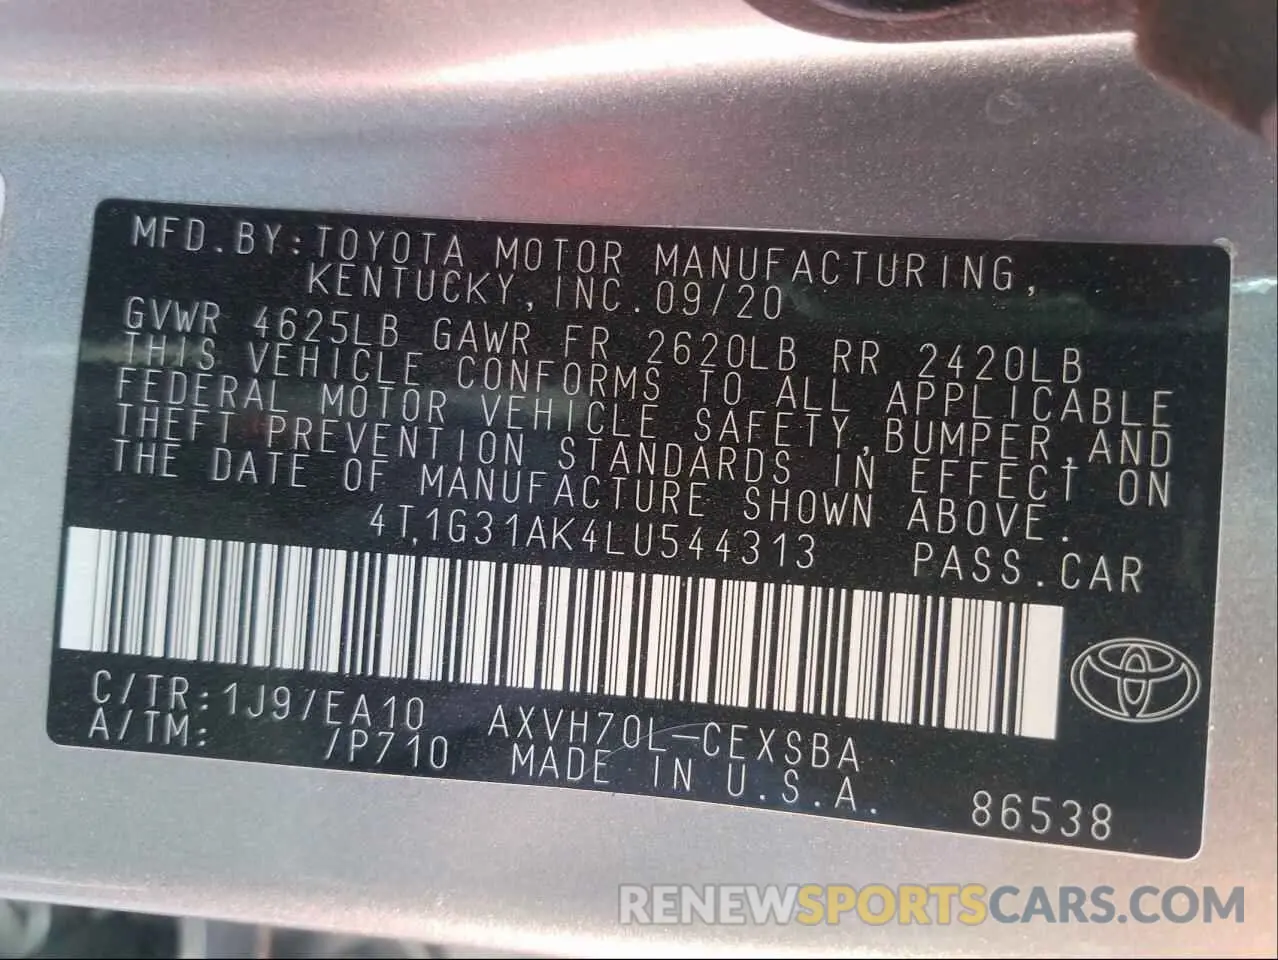 MFD.BY:TOYOTA MOTOR MANUFACTURING,
KENTUCKY,INC.09/20
GVWR 4625LB GAWR FR 2620LB RR 2420LB
THIS VEHICLE CONFORMS TO ALL APPLICABLE
FEDERAL MOTOR VEHICLE SAFETY,BUMPER,AND
THEFT PREVENTION STANDARDS IN EFFECT ON
THE DATE OF MANUFACTURE SHOWN ABOVE.
4T1G31AK4LU544313 PASS.CAR
C/TR:1J9/EA10 AXVH70L-CEXSBA
A/TM: /P710 MADE IN U.S.A.
86538
RENEWSPORTSCARS.COM